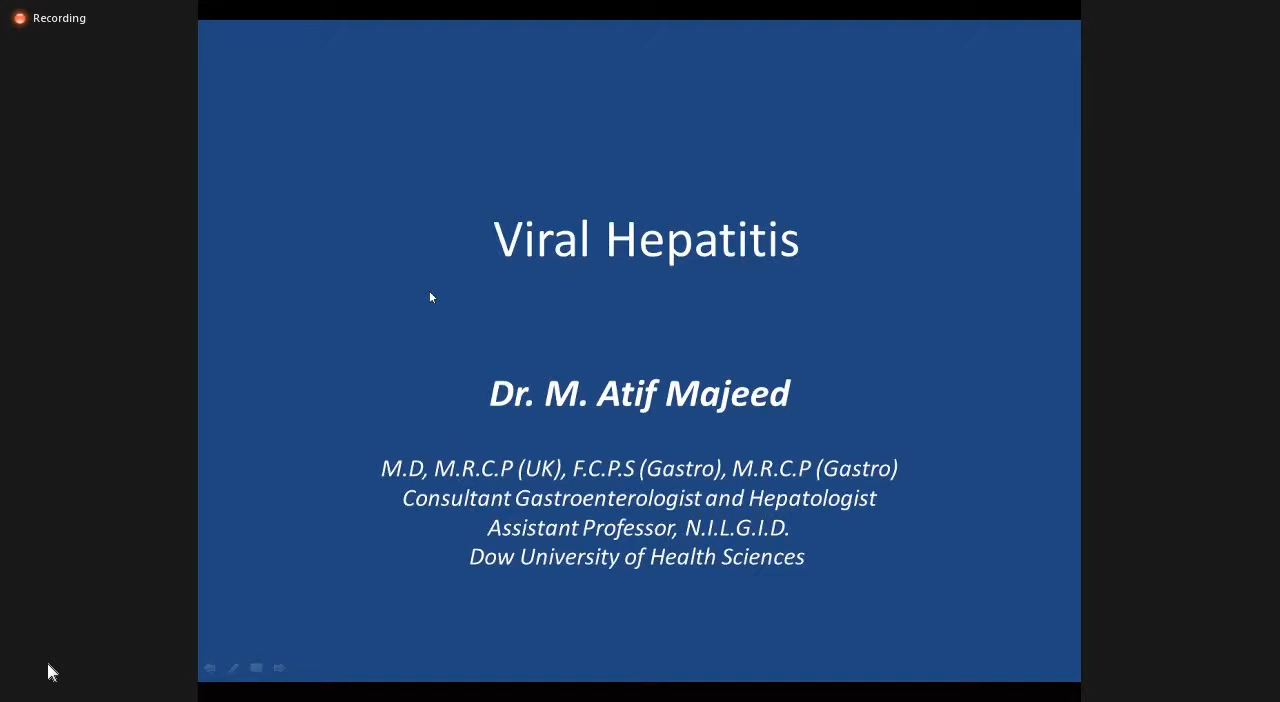 Recording
Viral Hepatitis
Dr. M. Atif Majeed
M.D, M.R.C.P (UK), F.C.P.S (Gastro), M.R.C.P (Gastro)
Consultant Gastroenterologist and Hepatologist
Assistant Professor, N.I.L.G.I.D.
Dow University of Health Sciences